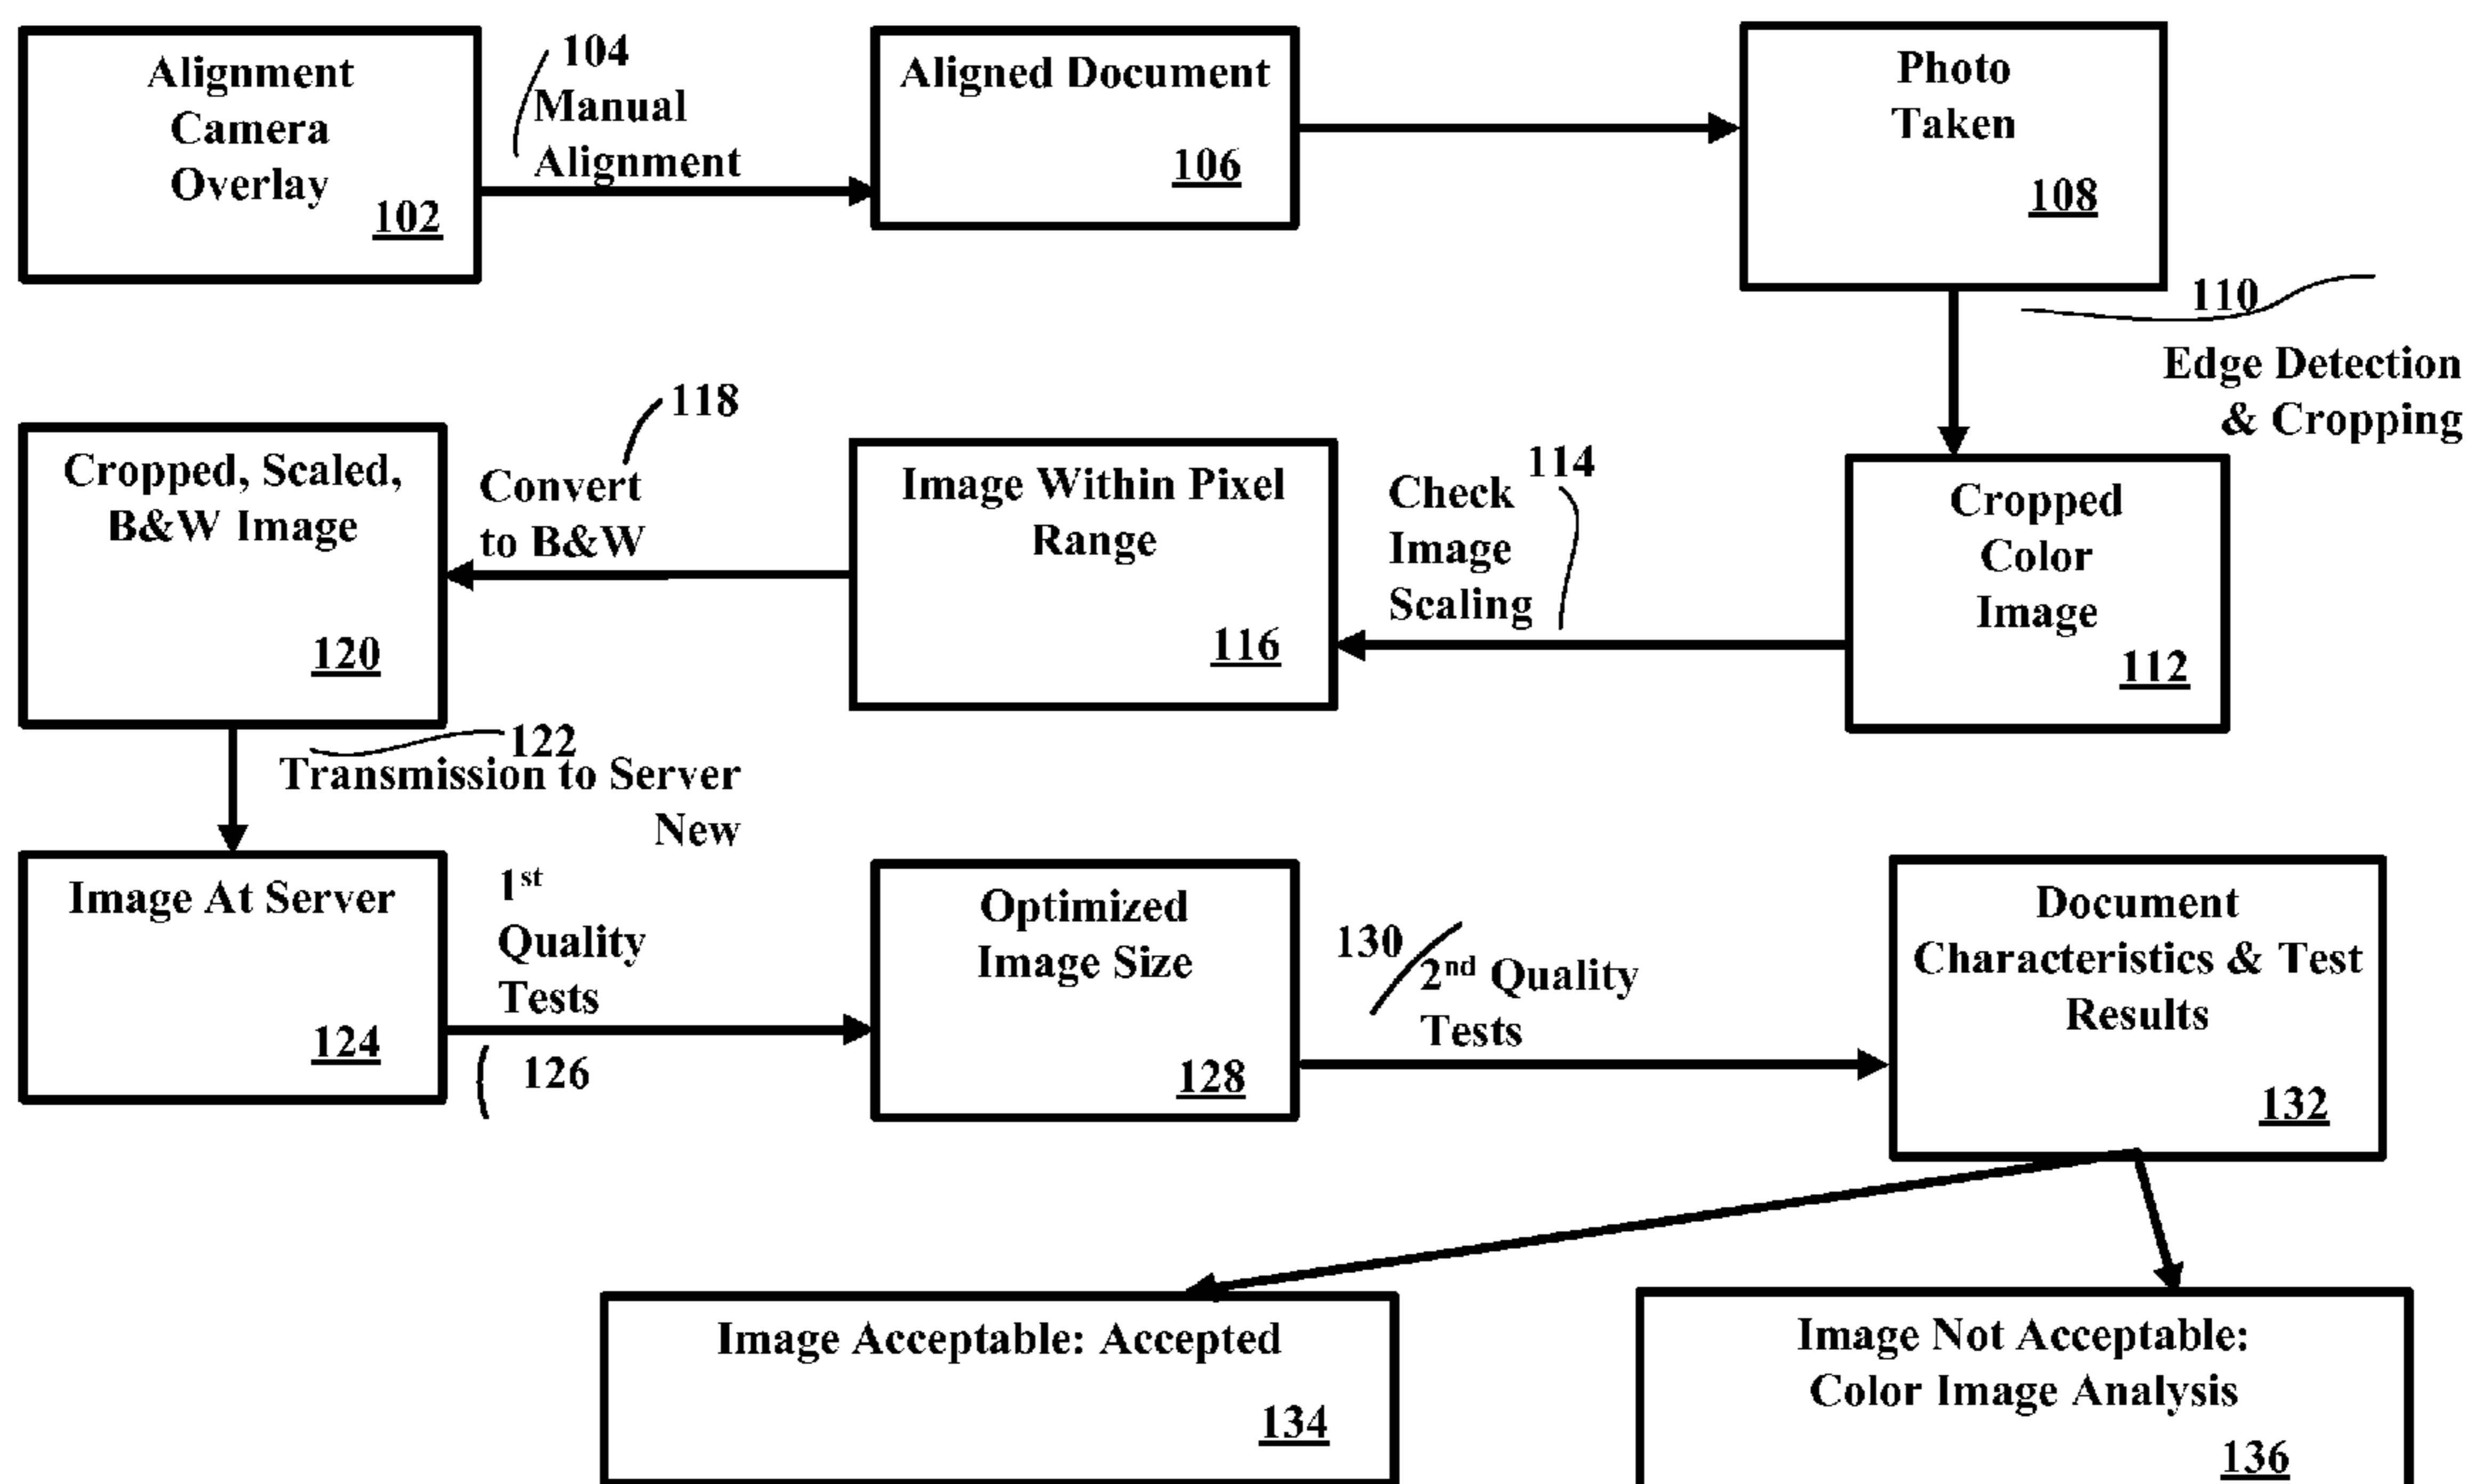 Alignment
Camera
Overlay
102
104
Manual
Alignment
Aligned Document
106
Photo
Taken
108
110
Edge Detection
& Cropping
Cropped
Color
Image
112
114
Check
Image
Scaling
Image Within Pixel
Range
116
118
Convert
to B&W
Cropped, Scaled,
B&W Image
120
122
Transmission to Server
New
Image At Server
124
1st
Quality
Tests
126
Optimized
Image Size
128
130
2nd Quality
Tests
Document
Characteristics & Test
Results
132
Image Acceptable: Accepted
134
Image Not Acceptable:
Color Image Analysis
136